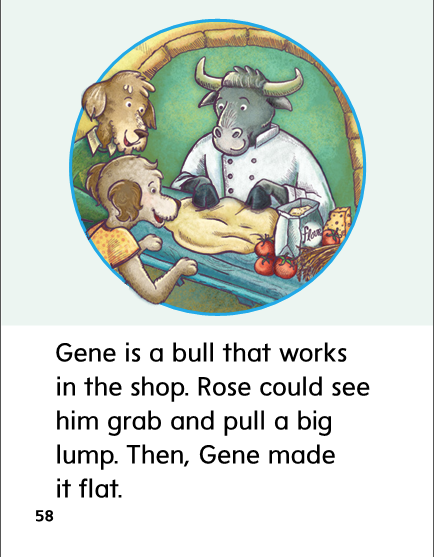 flour
Gene is a bull that works
in the shop. Rose could see
him grab and pull a big
lump. Then, Gene made
it flat.
58